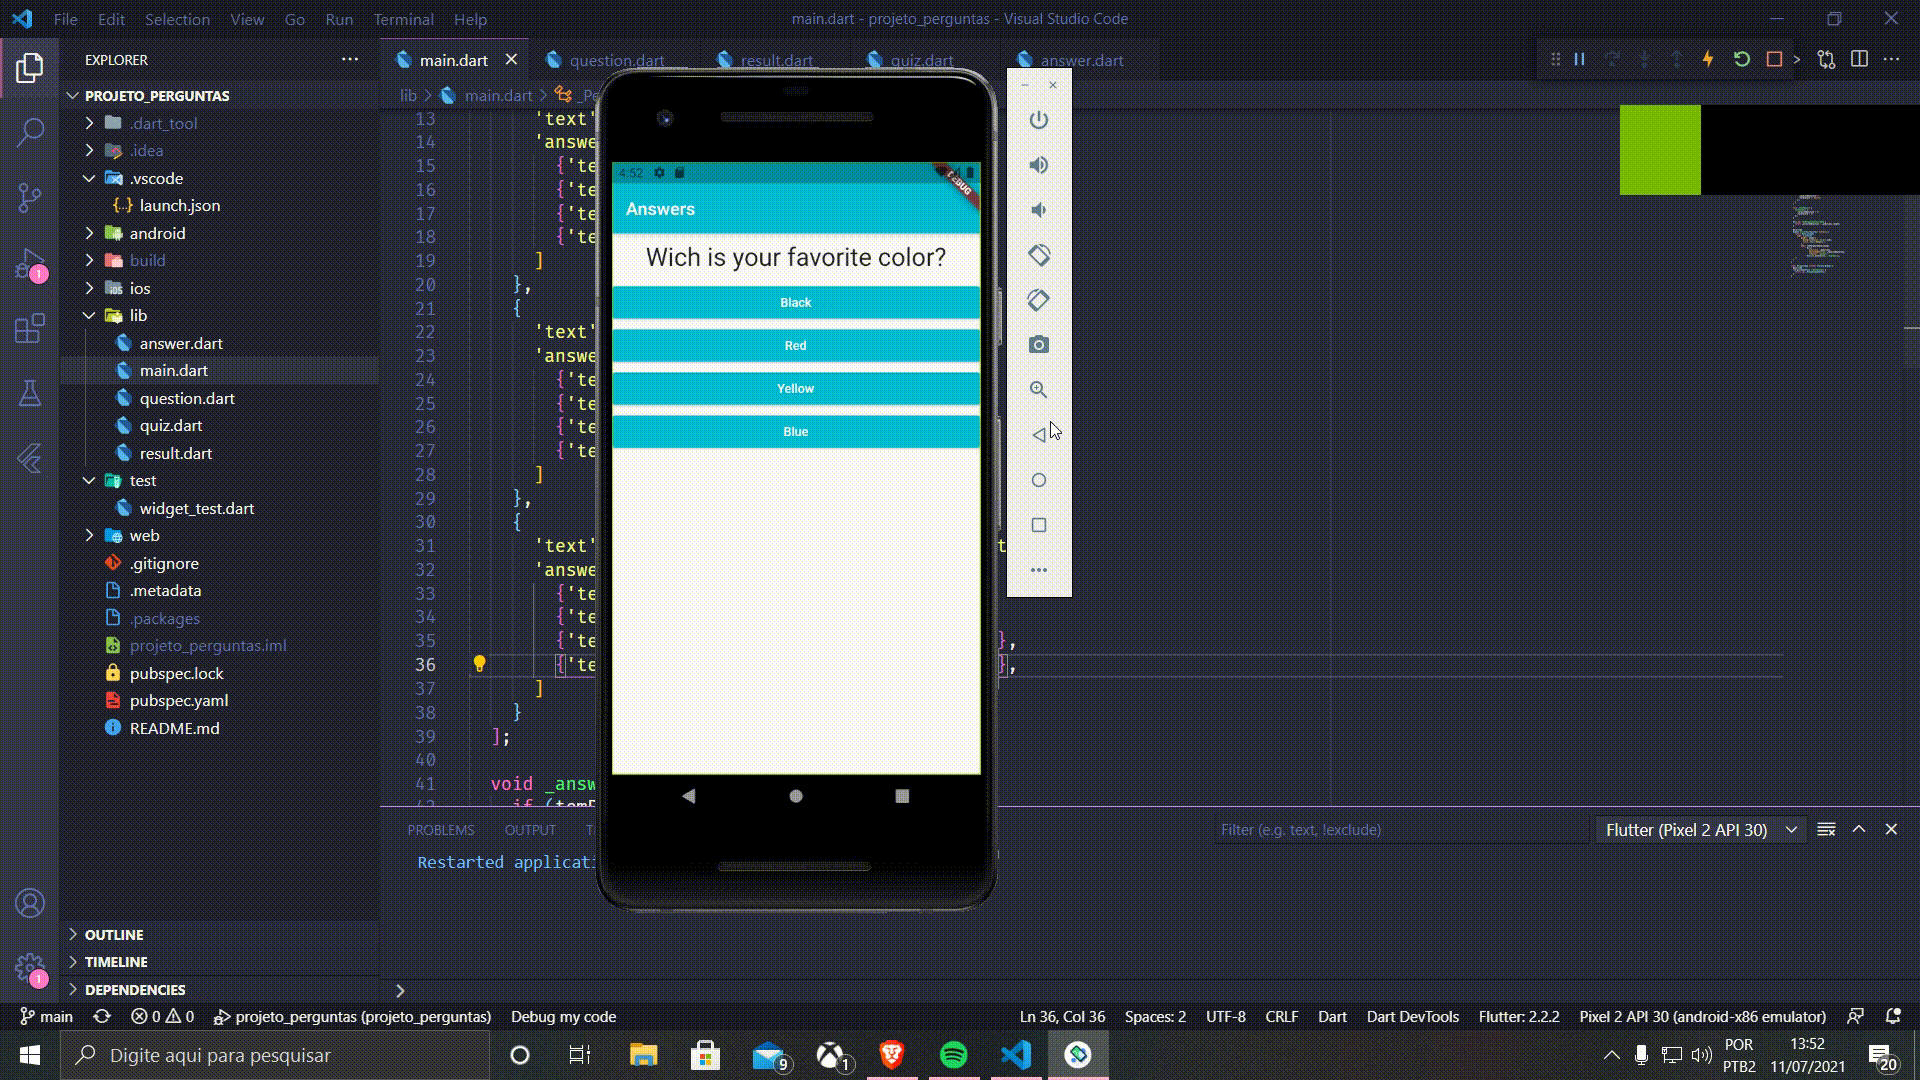 File Edit Selection View Go Run Terminal Help
main.dart - projeto_perguntas - Visual Studio Code
EXPLORER
PROJETO_PERGUNTAS
.dart_tool
.idea
.vscode
launch.json
android
build
ios
lib
answer.dart
main.dart
question.dart
quiz.dart
result.dart
test
widget_test.dart
web
.gitignore
.metadata
.packages
projeto_perguntas.iml
pubspec.lock
pubspec.yaml
README.md
OUTLINE
TIMELINE
DEPENDENCIES
main.dart question.dart result.dart quiz.dart answer.dart
lib > main.dart > _Pe
13 'text'
14 'answe
15 {'te
16 {'te
17 {'te
18 {'te
19 ]
20 },
21 {
22 'text'
23 'answe
24 {'te
25 {'te
26 {'te
27 {'te
28 ]
29 },
30 {
31 'text' t
32 'answe
33 {'te
34 {'te
35 {'te },
36 {'te },
37 ]
38 }
39 ];
40
41 void _answ
42 if (temP
4:52
DEBUG
Answers
Wich is your favorite color?
Black
Red
Yellow
Blue
PROBLEMS OUTPUT T
Filter (e.g. text, !exclude)
Flutter (Pixel 2 API 30)
Restarted applicati
main 0 0 projeto_perguntas (projeto_perguntas) Debug my code
Ln 36, Col 36 Spaces: 2 UTF-8 CRLF Dart Dart DevTools Flutter: 2.2.2 Pixel 2 API 30 (android-x86 emulator)
Digite aqui para pesquisar
9
1
POR
PTB2
13:52
11/07/2021
20